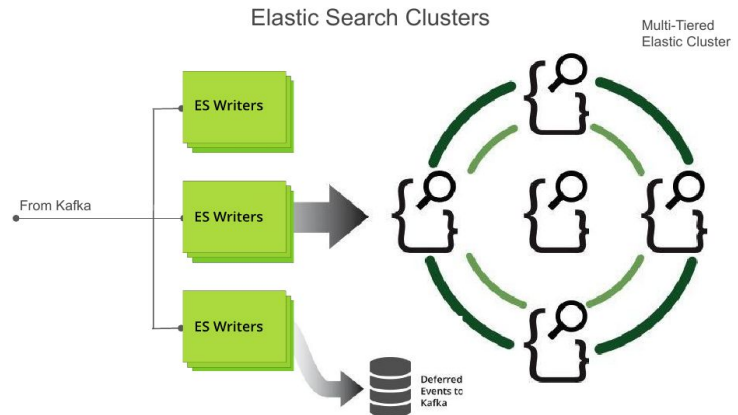 Elastic Search Clusters
Multi-Tiered
Elastic Cluster
ES Writers
From Kafka
ES Writers
ES Writers
Deferred
Events to
Kafka